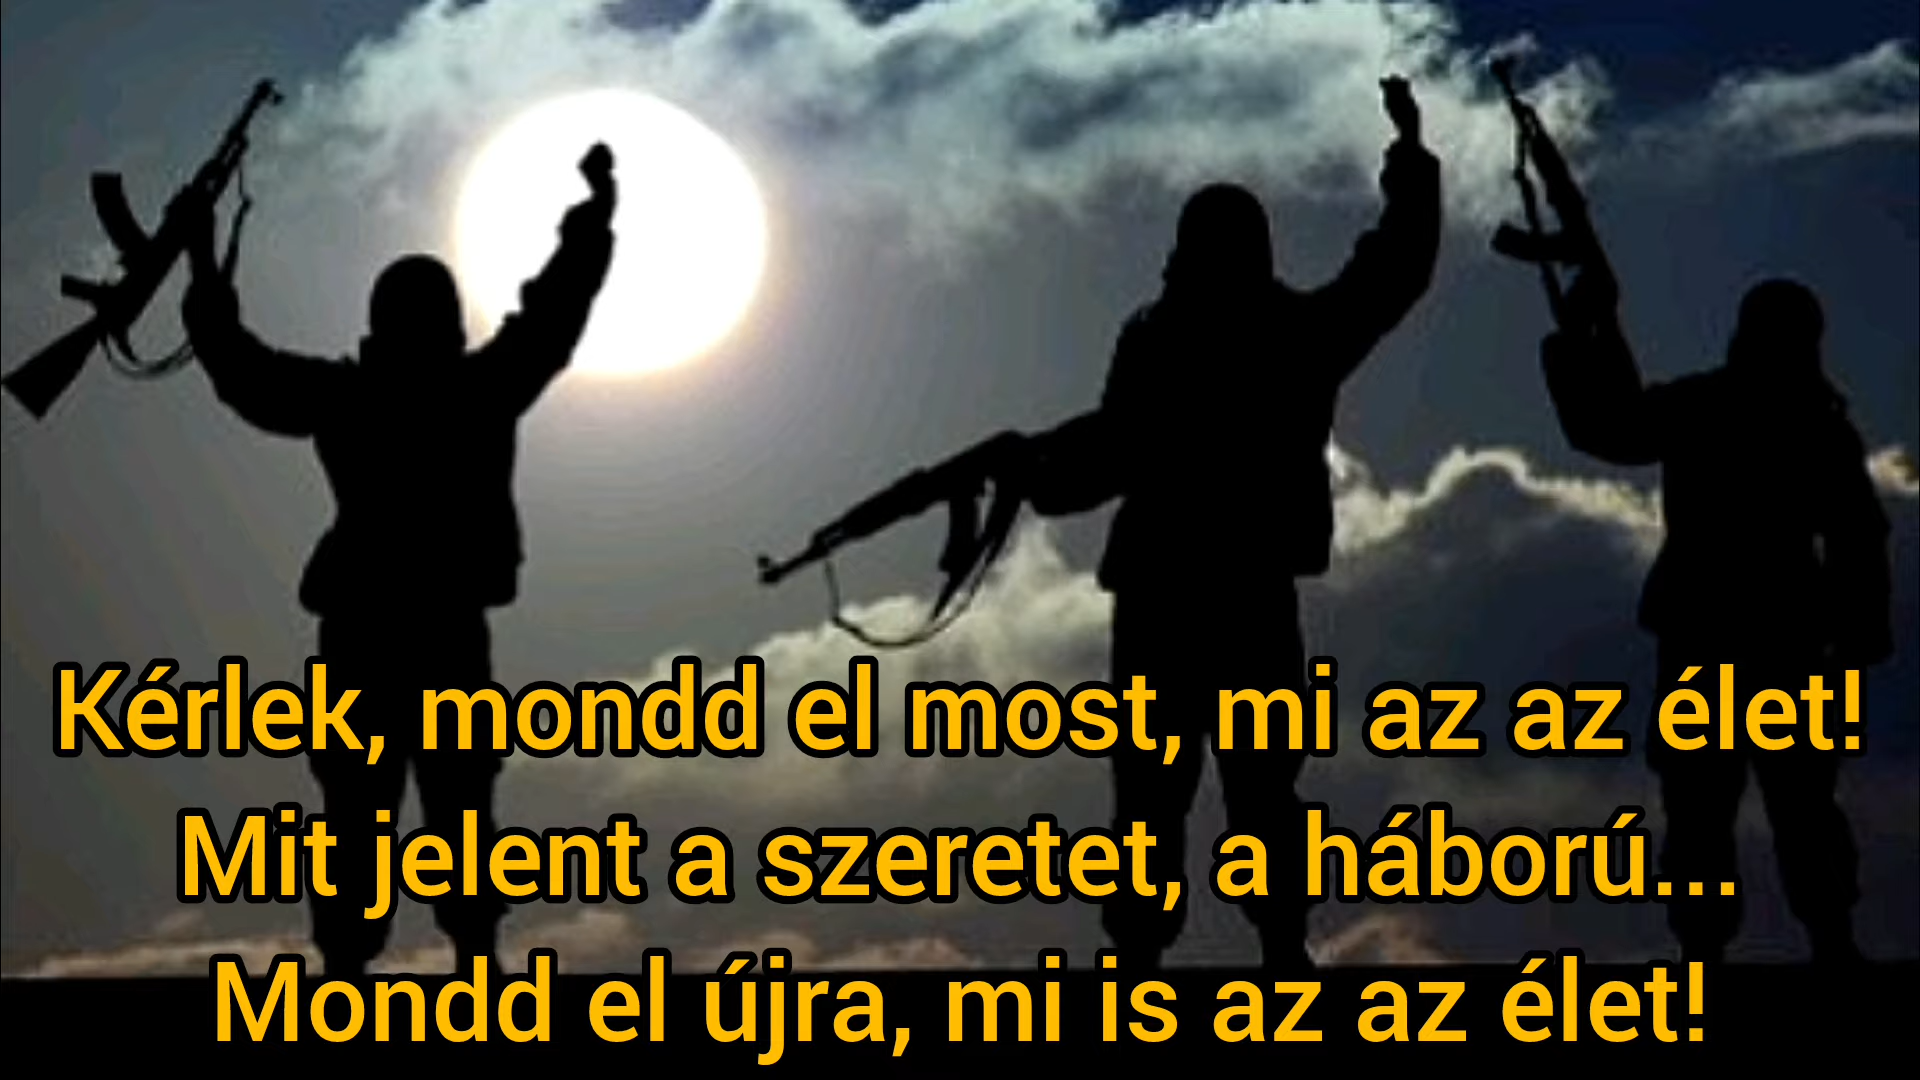 Kérlek, mondd el most, mi az az élet!
Mit jelent a szeretet, a háború...
Mondd el újra, mi is az az élet!